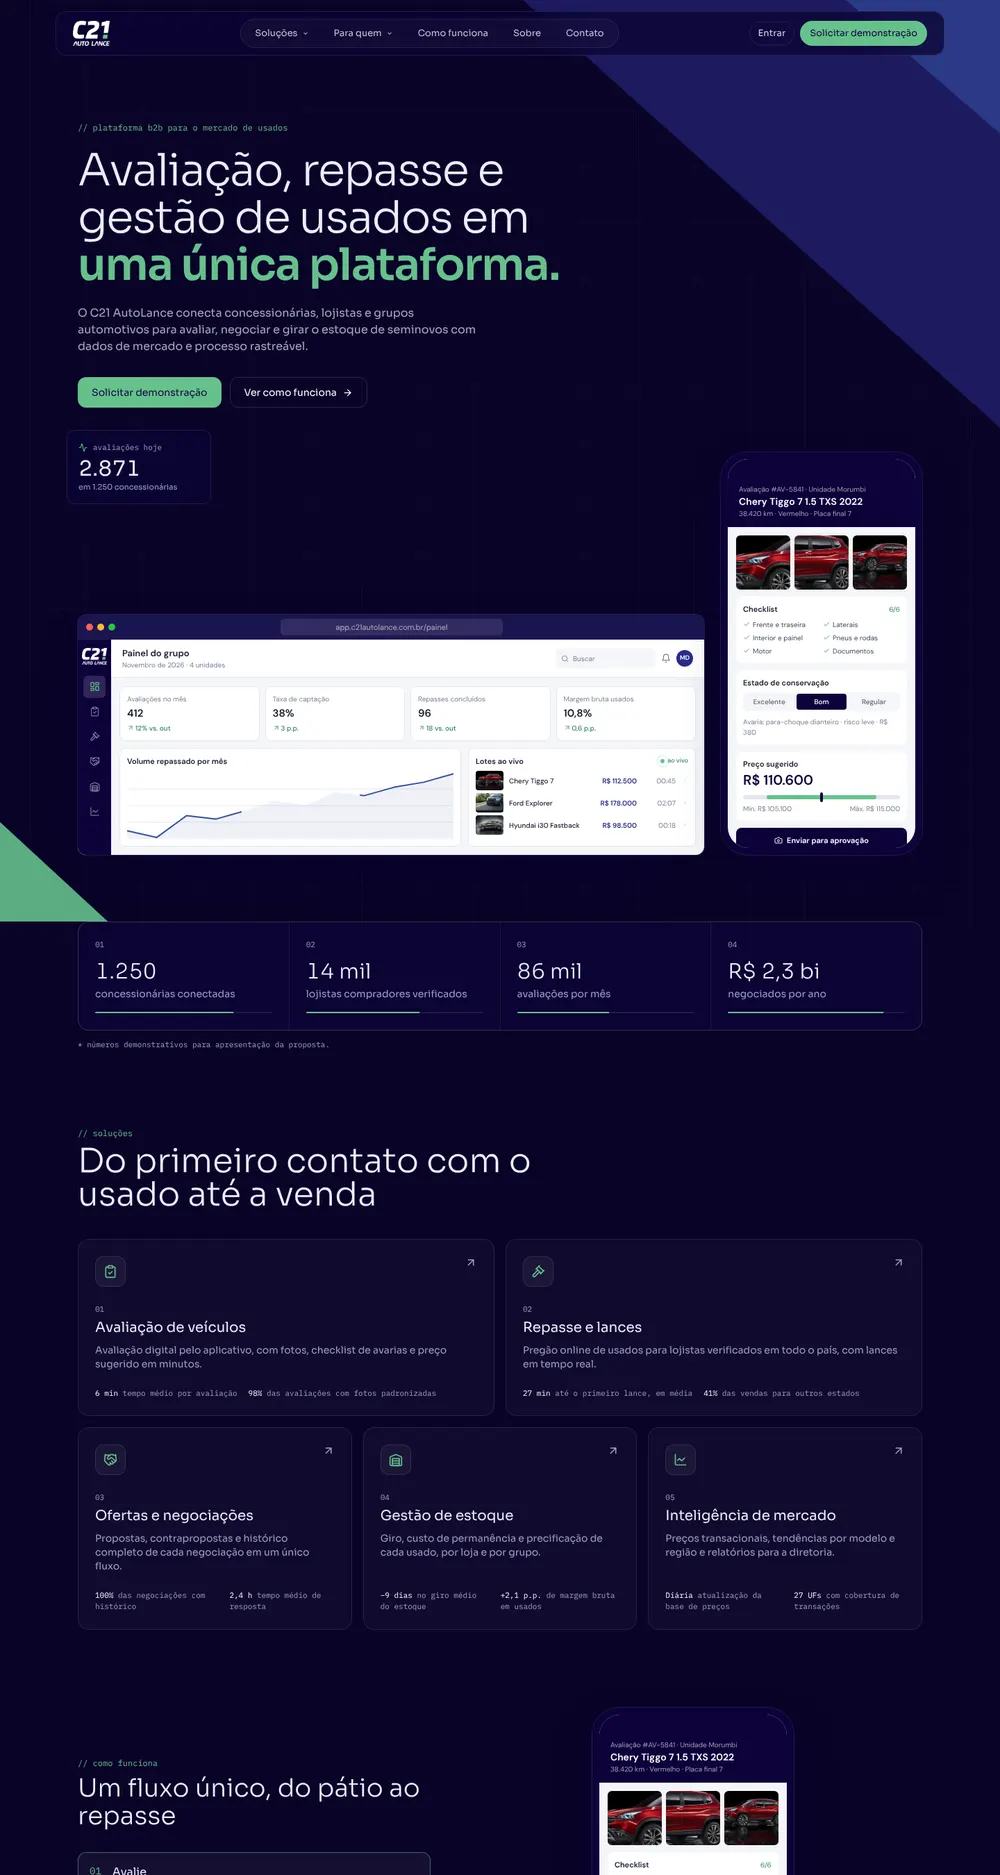 C21
AUTO LANCE
Soluções
Para quem
Como funciona
Sobre
Contato
Entrar
Solicitar demonstração
// plataforma b2b para o mercado de usados
Avaliação, repasse e
gestão de usados em
uma única plataforma.
O C21 AutoLance conecta concessionárias, lojistas e grupos
automotivos para avaliar, negociar e girar o estoque de seminovos com
dados de mercado e processo rastreável.
Solicitar demonstração
Ver como funciona →
avaliações hoje
2.871
em 1.250 concessionárias
Avaliação #AV-5841 · Unidade Morumbi
Chery Tiggo 7 1.5 TXS 2022
38.420 km · Vermelho · Placa final 7
Checklist
6/6
Frente e traseira
Laterais
Interior e painel
Pneus e rodas
Motor
Documentos
Estado de conservação
Excelente
Bom
Regular
Avaria: para-choque dianteiro · risco leve · R$
380
Preço sugerido
R$ 110.600
Mín. R$ 105.100
Máx. R$ 115.000
Enviar para aprovação
app.c21autolance.com.br/painel
C21
AUTO LANCE
Painel do grupo
Novembro de 2026 · 4 unidades
Buscar
MD
Avaliações no mês
412
12% vs. out
Taxa de captação
38%
3 p.p.
Repasses concluídos
96
18 vs. out
Margem bruta usados
10,8%
0,6 p.p.
Volume repassado por mês
Lotes ao vivo
ao vivo
Chery Tiggo 7
R$ 112.500
00:45
Ford Explorer
R$ 178.000
02:07
Hyundai i30 Fastback
R$ 98.500
00:18
01
1.250
concessionárias conectadas
02
14 mil
lojistas compradores verificados
03
86 mil
avaliações por mês
04
R$ 2,3 bi
negociados por ano
* números demonstrativos para apresentação da proposta.
// soluções
Do primeiro contato com o
usado até a venda
01
Avaliação de veículos
Avaliação digital pelo aplicativo, com fotos, checklist de avarias e preço
sugerido em minutos.
6 min tempo médio por avaliação
98% das avaliações com fotos padronizadas
02
Repasse e lances
Pregão online de usados para lojistas verificados em todo o país, com lances
em tempo real.
27 min até o primeiro lance, em média
41% das vendas para outros estados
03
Ofertas e negociações
Propostas, contrapropostas e histórico
completo de cada negociação em um único
fluxo.
100% das negociações com
histórico
2,4 h tempo médio de
resposta
04
Gestão de estoque
Giro, custo de permanência e precificação de
cada usado, por loja e por grupo.
−9 dias no giro médio
do estoque
+2,1 p.p. de margem bruta
em usados
05
Inteligência de mercado
Preços transacionais, tendências por modelo e
região e relatórios para a diretoria.
Diária atualização da
base de preços
27 UFs com cobertura de
transações
// como funciona
Um fluxo único, do pátio ao
repasse
01 Avalie
Avaliação #AV-5841 · Unidade Morumbi
Chery Tiggo 7 1.5 TXS 2022
38.420 km · Vermelho · Placa final 7
Checklist
6/6